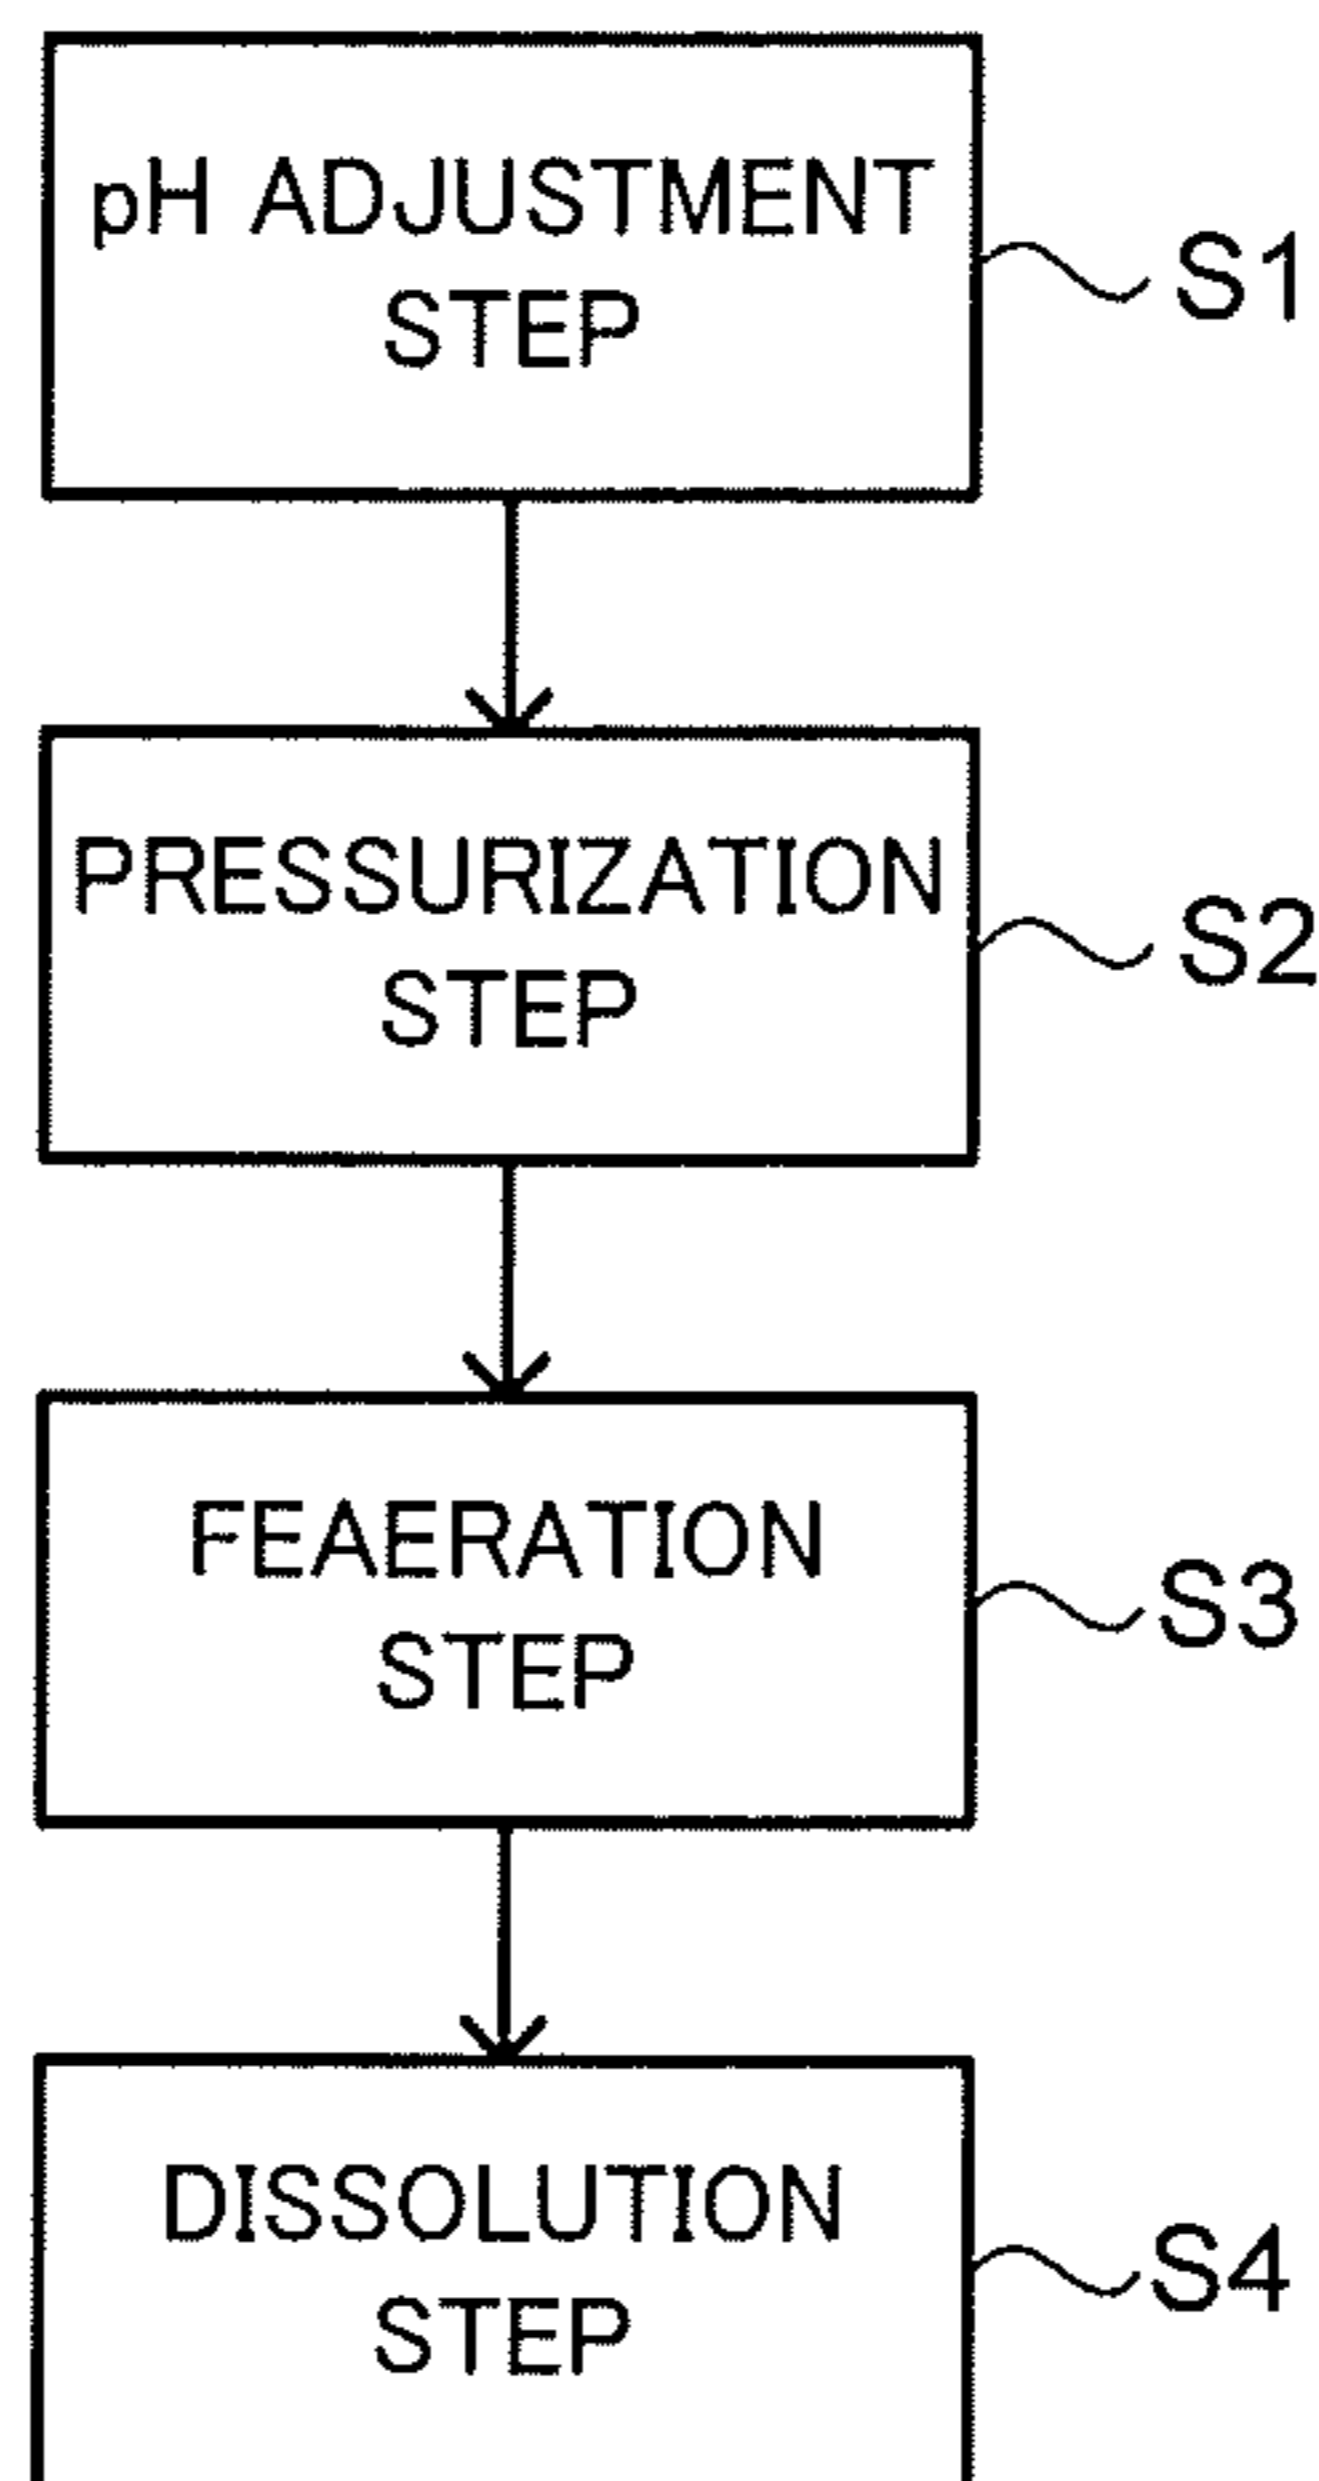 pH ADJUSTMENT
STEP
S1
PRESSURIZATION
STEP
S2
FEAERATION
STEP
S3
DISSOLUTION
STEP
S4